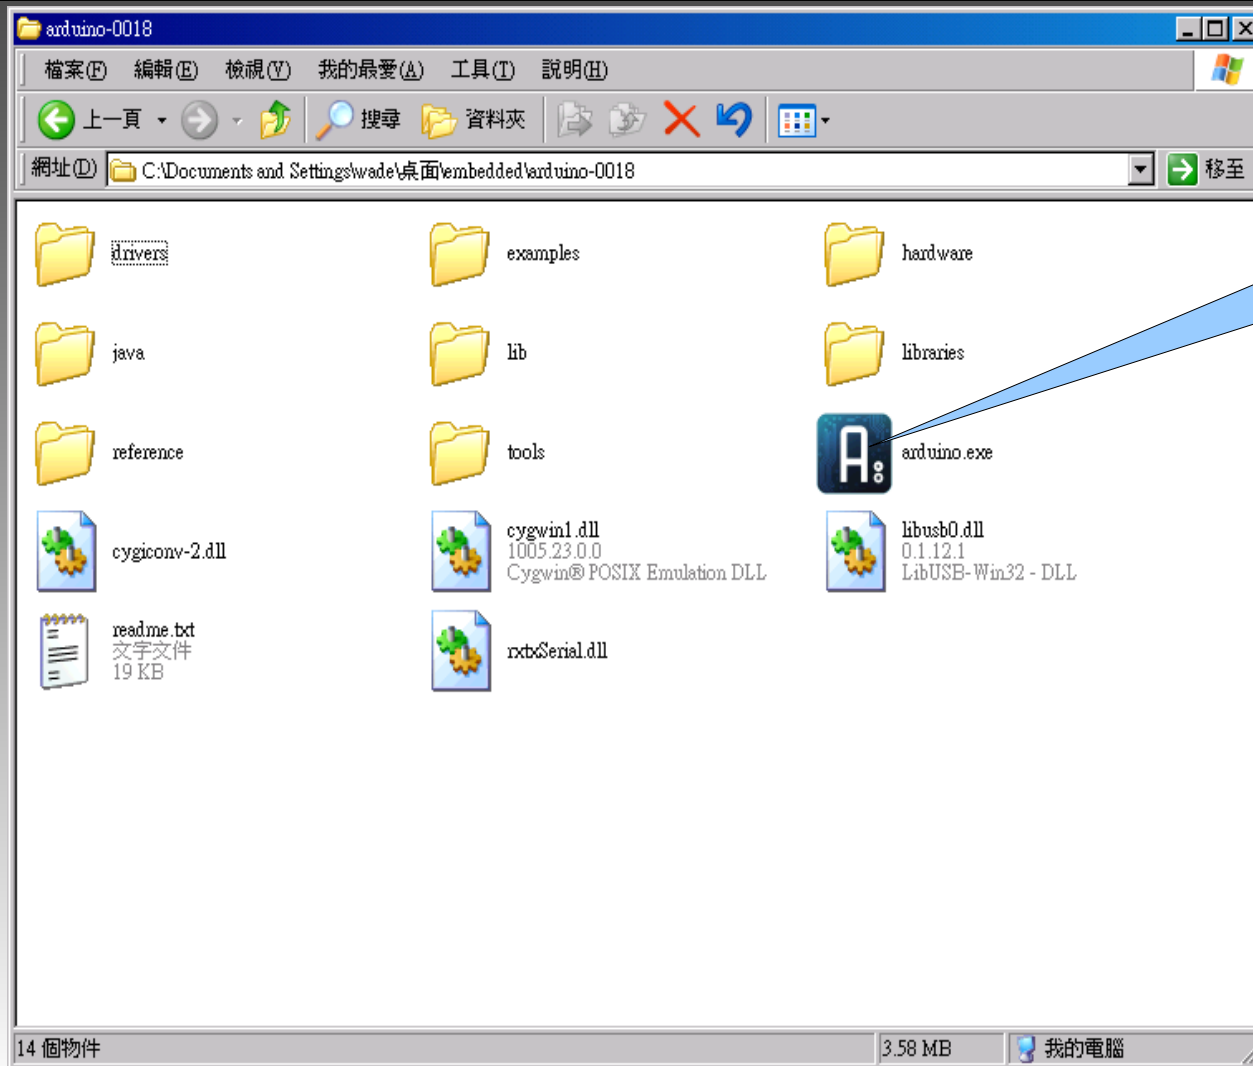 arduino-0018
檔案(F) 編輯(E) 檢視(V) 我的最愛(A) 工具(T) 說明(H)
上一頁 搜尋 資料夾
網址(D) C:\Documents and Settings\wade\桌面\embedded\arduino-0018 移至
drivers examples hardware
java lib libraries
reference tools arduino.exe
cygiconv-2.dll
cygwin1.dll
1005.23.0.0
Cygwin® POSIX Emulation DLL
libusb0.dll
0.1.12.1
LibUSB-Win32 - DLL
readme.txt
文字文件
19 KB
rxtxSerial.dll
14 個物件 3.58 MB 我的電腦